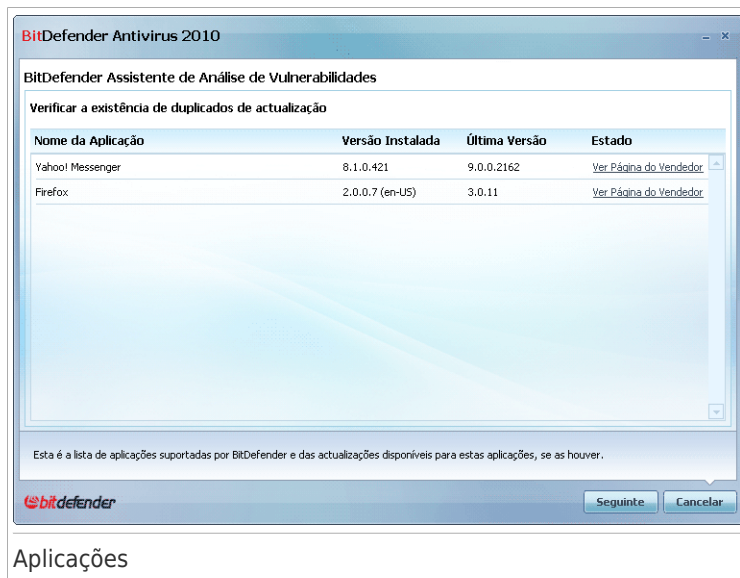 BitDefender Antivirus 2010
BitDefender Assistente de Análise de Vulnerabilidades
Verificar a existência de duplicados de actualização
Nome da Aplicação Versão Instalada Última Versão Estado
Yahoo! Messenger 8.1.0.421 9.0.0.2162 Ver Página do Vendedor
Firefox 2.0.0.7 (en-US) 3.0.11 Ver Página do Vendedor
Esta é a lista de aplicações suportadas por BitDefender e das actualizações disponíveis para estas aplicações, se as houver.
bitdefender Seguinte Cancelar
Aplicações